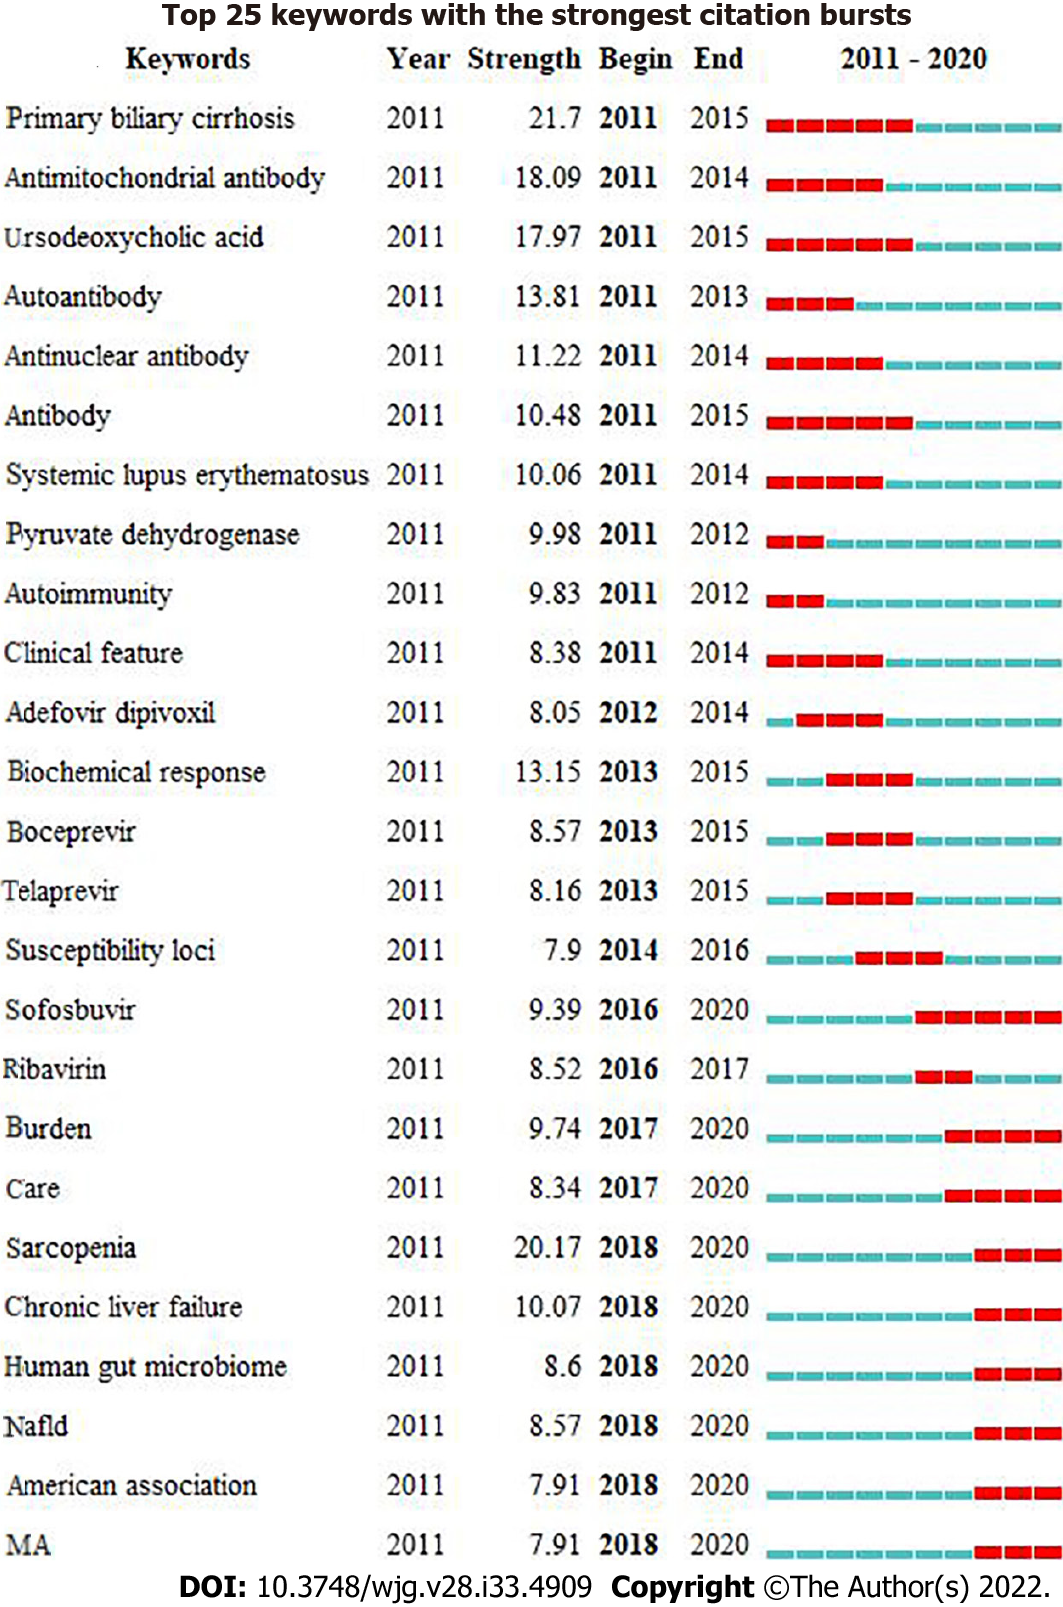 Top 25 keywords with the strongest citation bursts
Keywords Year Strength Begin End 2011 - 2020
Primary biliary cirrhosis 2011 21.7 2011 2015
Antimitochondrial antibody 2011 18.09 2011 2014
Ursodeoxycholic acid 2011 17.97 2011 2015
Autoantibody 2011 13.81 2011 2013
Antinuclear antibody 2011 11.22 2011 2014
Antibody 2011 10.48 2011 2015
Systemic lupus erythematosus 2011 10.06 2011 2014
Pyruvate dehydrogenase 2011 9.98 2011 2012
Autoimmunity 2011 9.83 2011 2012
Clinical feature 2011 8.38 2011 2014
Adefovir dipivoxil 2011 8.05 2012 2014
Biochemical response 2011 13.15 2013 2015
Boceprevir 2011 8.57 2013 2015
Telaprevir 2011 8.16 2013 2015
Susceptibility loci 2011 7.9 2014 2016
Sofosbuvir 2011 9.39 2016 2020
Ribavirin 2011 8.52 2016 2017
Burden 2011 9.74 2017 2020
Care 2011 8.34 2017 2020
Sarcopenia 2011 20.17 2018 2020
Chronic liver failure 2011 10.07 2018 2020
Human gut microbiome 2011 8.6 2018 2020
Nafld 2011 8.57 2018 2020
American association 2011 7.91 2018 2020
MA 2011 7.91 2018 2020
DOI: 10.3748/wjg.v28.i33.4909 Copyright ©The Author(s) 2022.